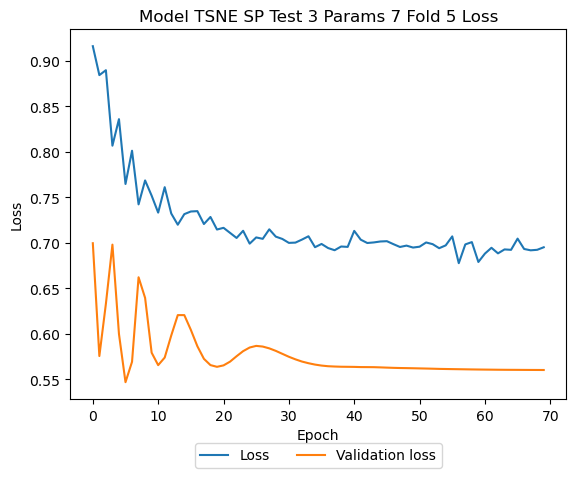 Model TSNE SP Test 3 Params 7 Fold 5 Loss
0.90
0.85
0.80
0.75
0.70
0.65
0.60
0.55
Loss
0 10 20 30 40 50 60 70
Epoch
Loss Validation loss